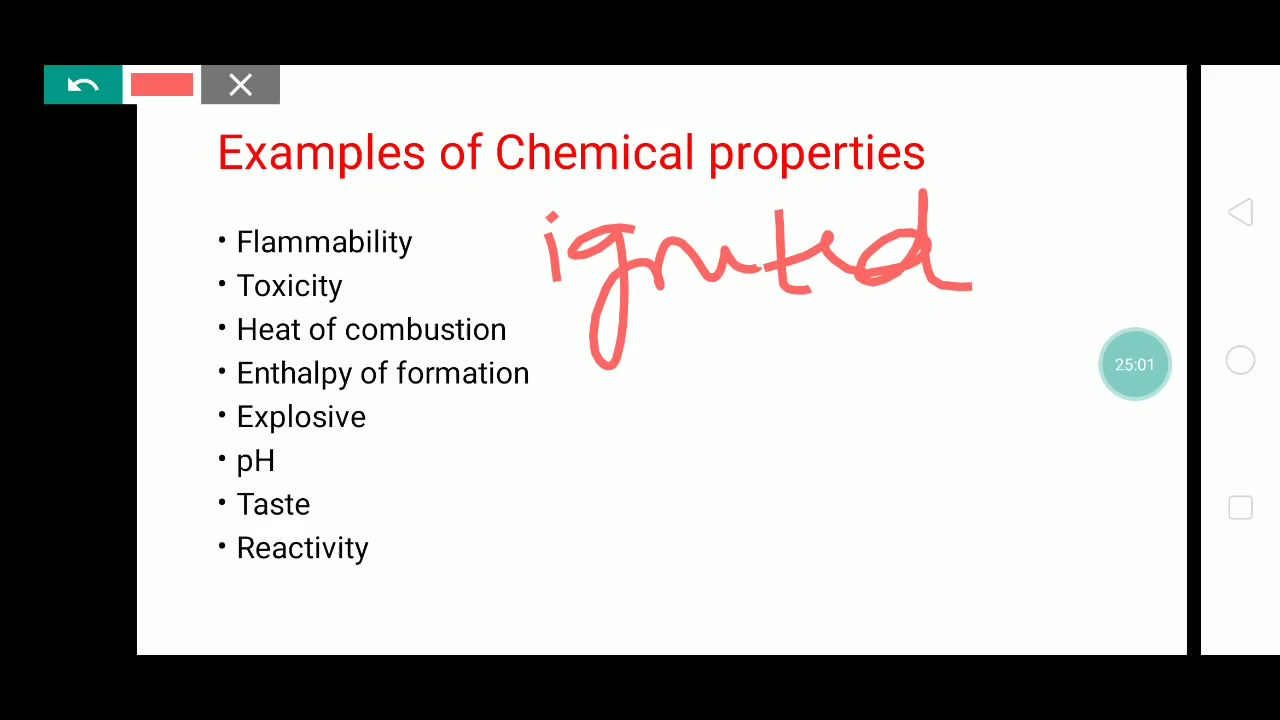 Examples of Chemical properties
ignited
• Flammability
• Toxicity
• Heat of combustion
• Enthalpy of formation
• Explosive
• pH
• Taste
• Reactivity
25:01